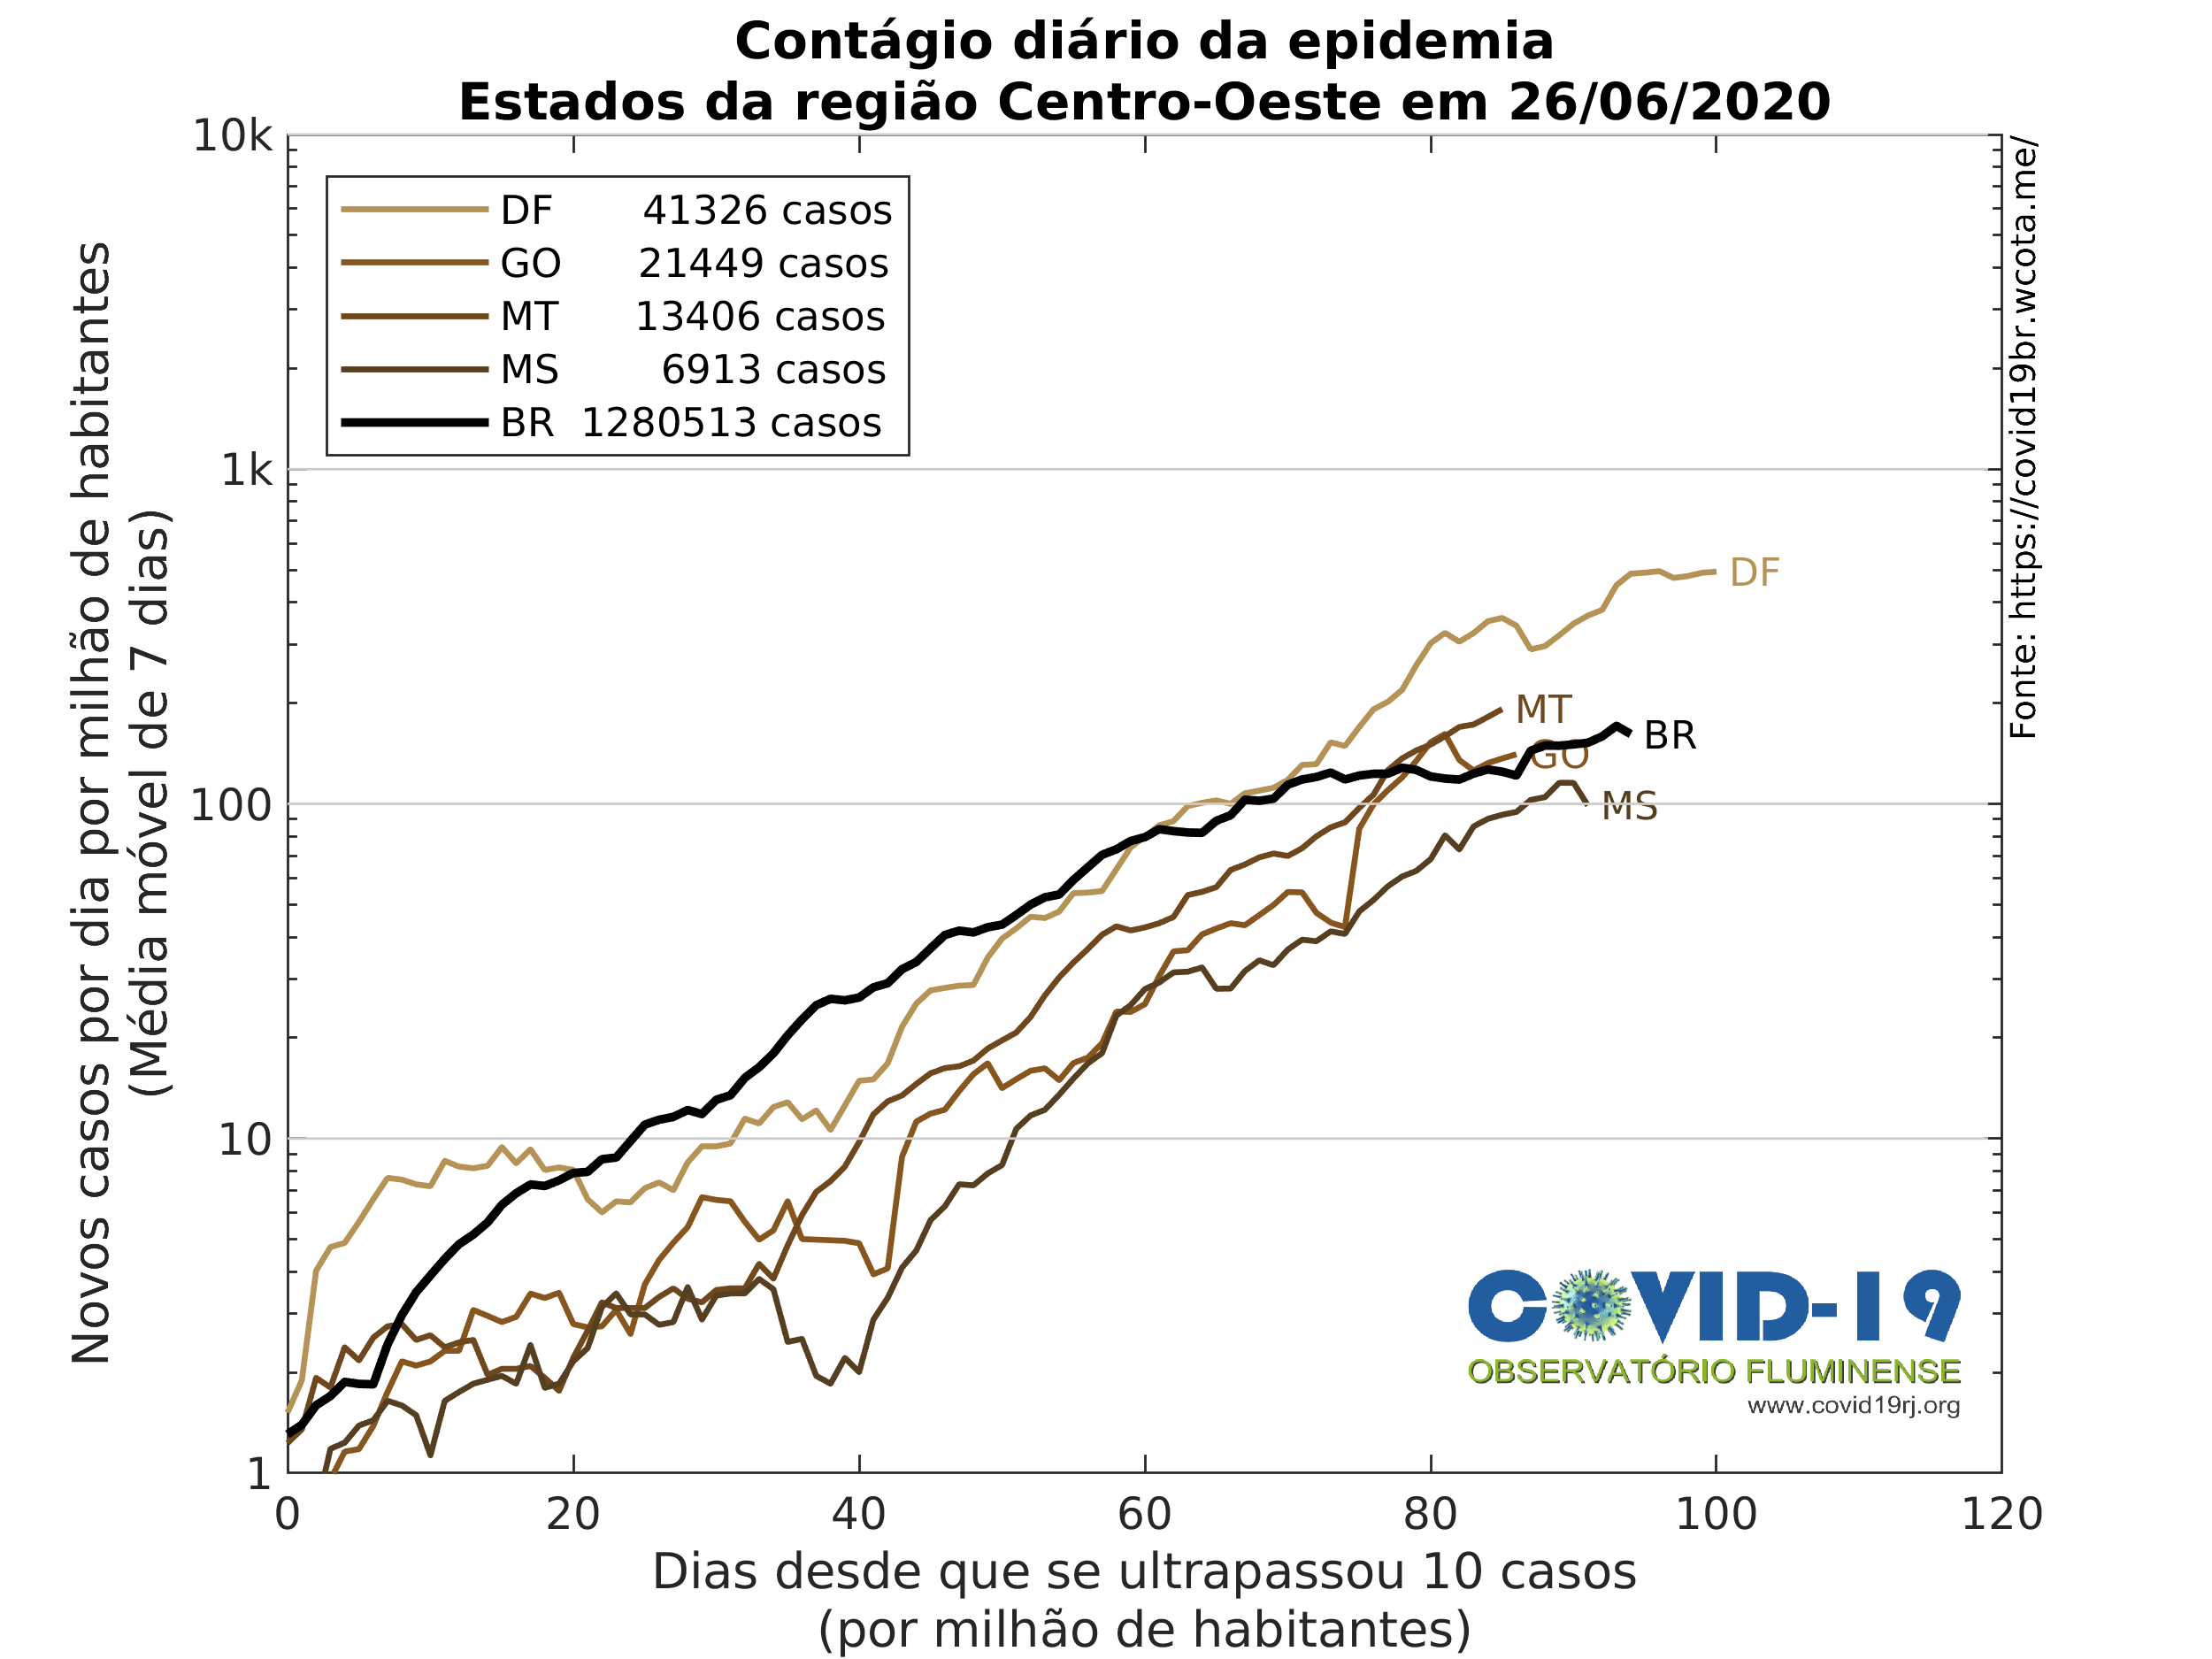 Contágio diário da epidemia
Estados da região Centro-Oeste em 26/06/2020
Novos casos por dia por milhão de habitantes
(Média móvel de 7 dias)
10k
1k
100
10
1
DF 41326 casos
GO 21449 casos
MT 13406 casos
MS 6913 casos
BR 1280513 casos
DF
MT
BR
GO
MS
Fonte: https://covid19br.wcota.me/
COVID-19
OBSERVATÓRIO FLUMINENSE
www.covid19rj.org
0 20 40 60 80 100 120
Dias desde que se ultrapassou 10 casos
(por milhão de habitantes)